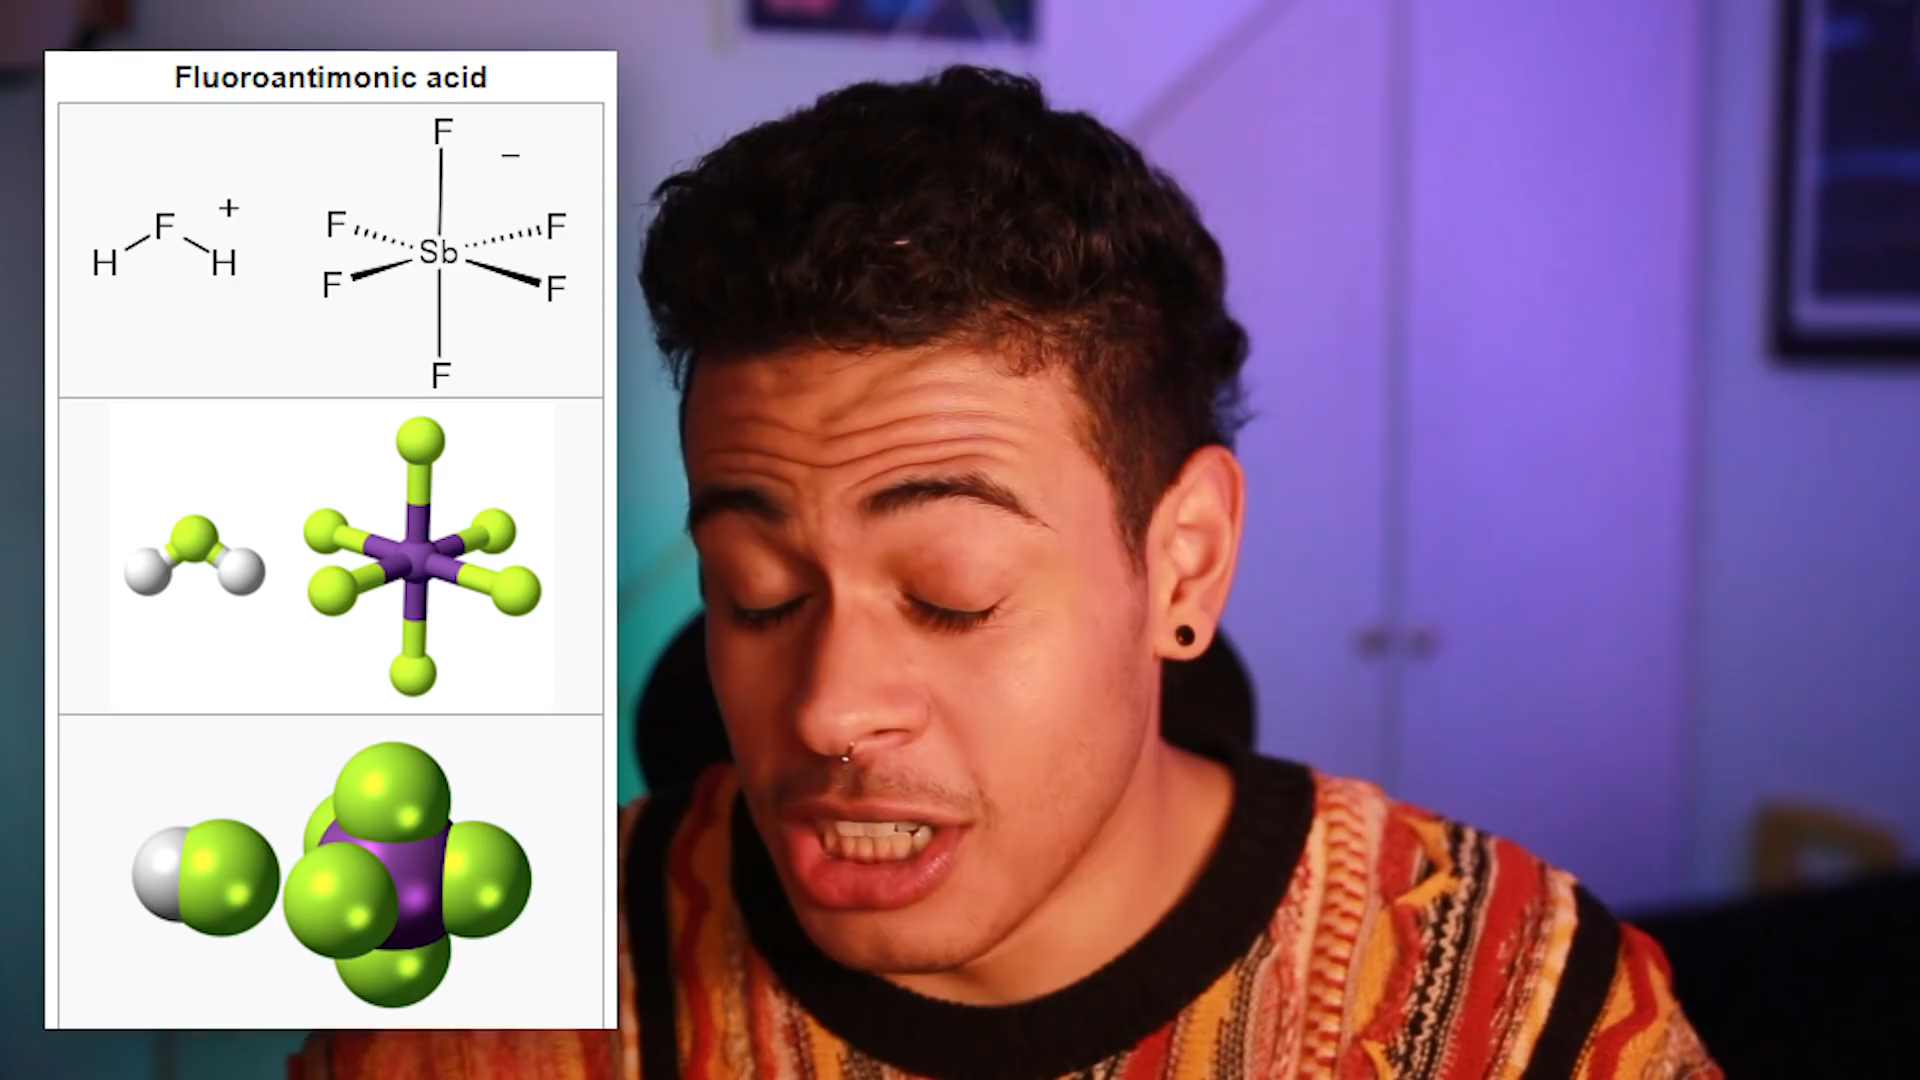 Fluoroantimonic acid
F
−
+
F F F
Sb
H H
F F
F